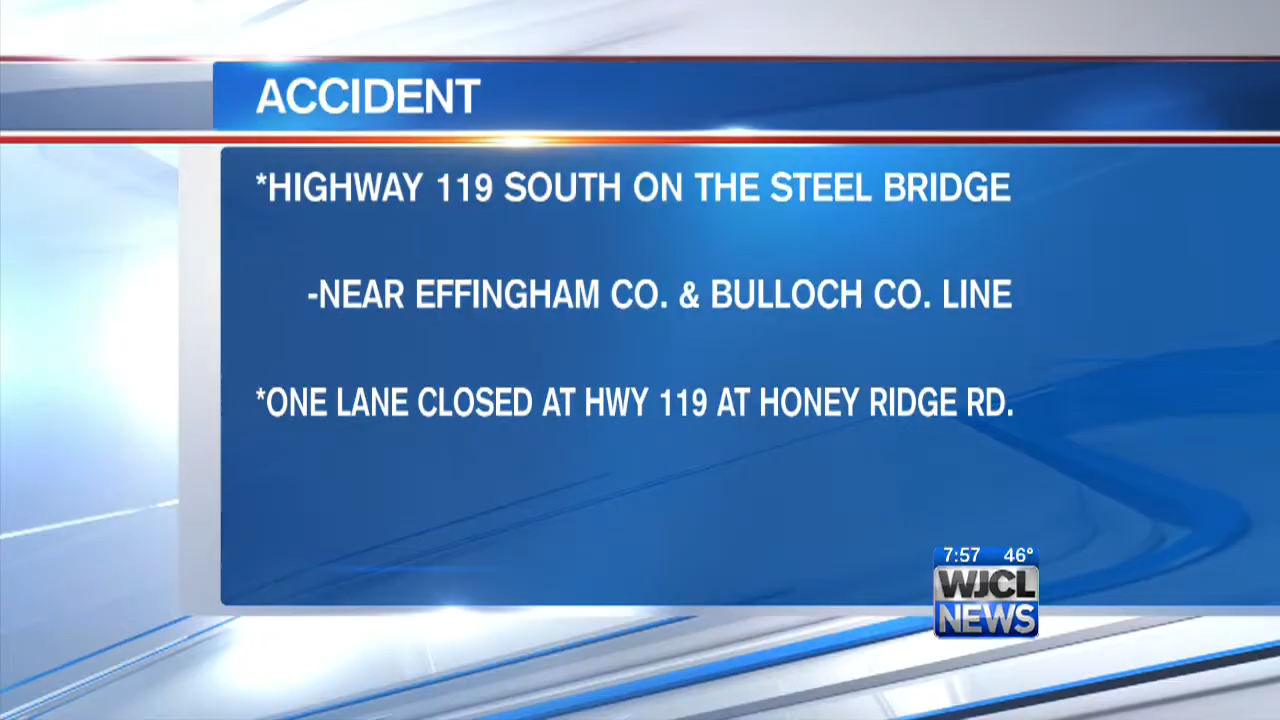 ACCIDENT
*HIGHWAY 119 SOUTH ON THE STEEL BRIDGE
-NEAR EFFINGHAM CO. & BULLOCH CO. LINE
*ONE LANE CLOSED AT HWY 119 AT HONEY RIDGE RD.
7:57 46°
WJCL
NEWS